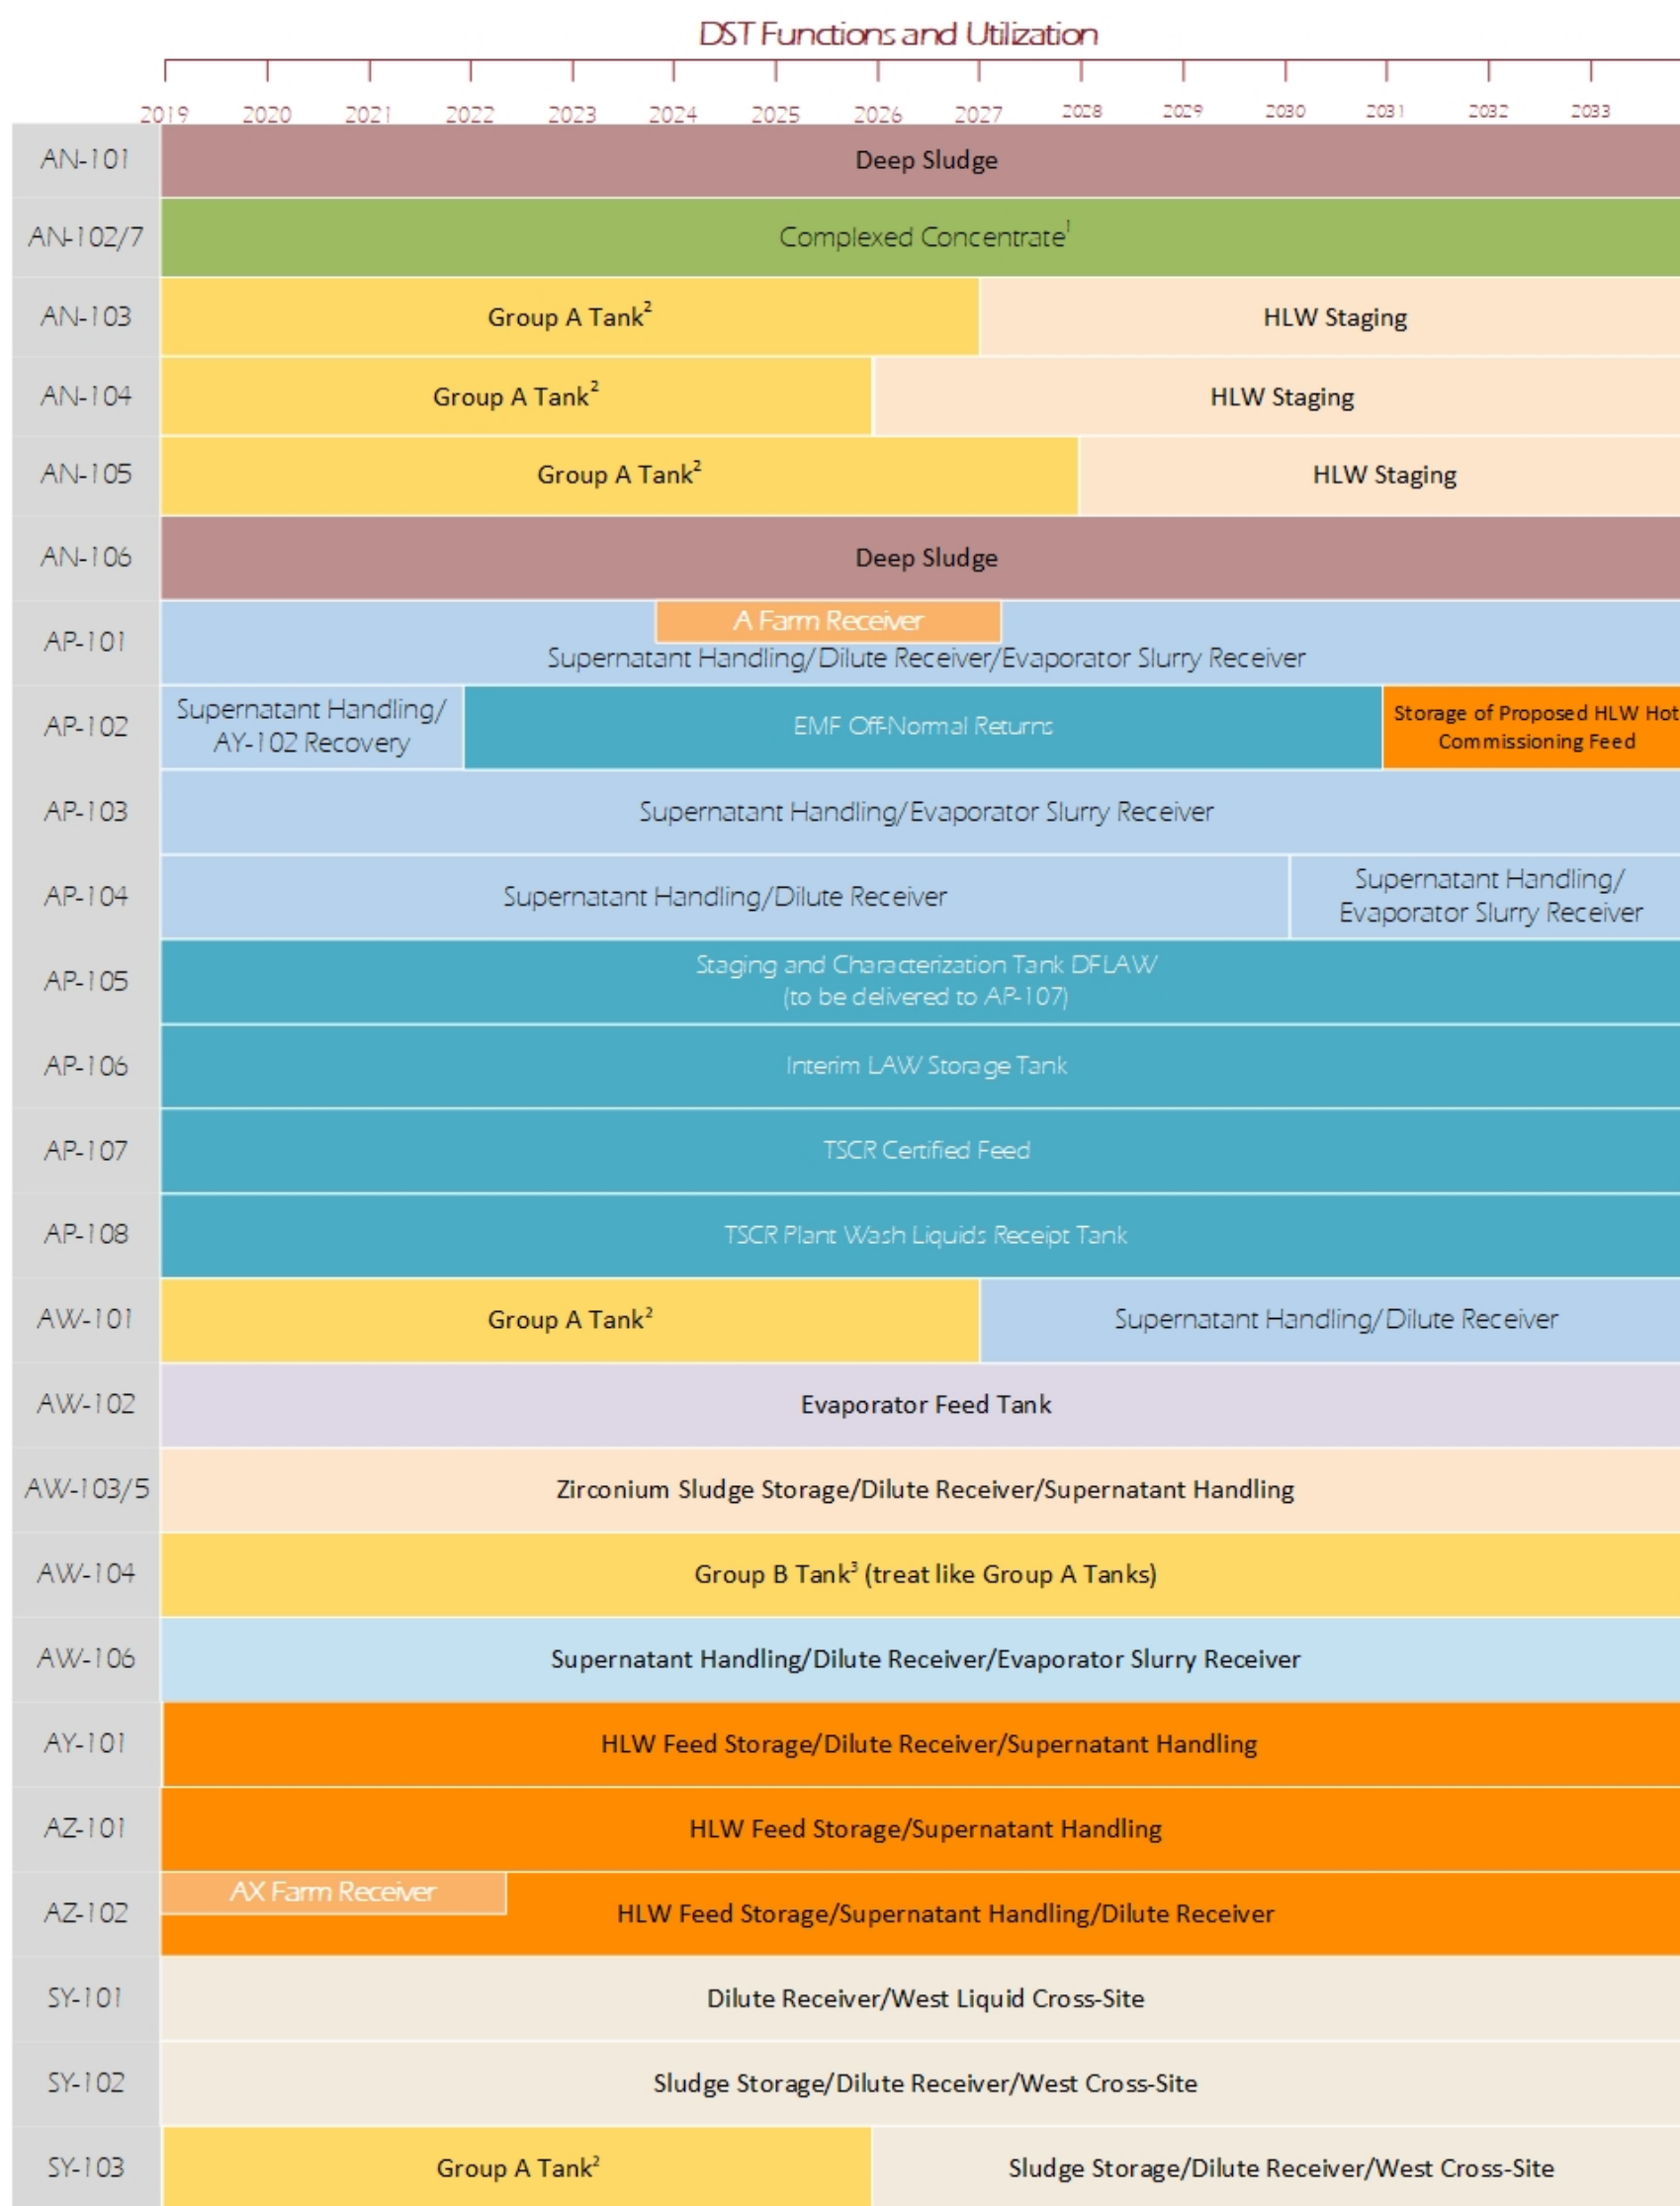 DST Functions and Utilization
2019 2020 2021 2022 2023 2024 2025 2026 2027 2028 2029 2030 2031 2032 2033
AN-101 Deep Sludge
AN-102/7 Complexed Concentrate¹
AN-103 Group A Tank² HLW Staging
AN-104 Group A Tank² HLW Staging
AN-105 Group A Tank² HLW Staging
AN-106 Deep Sludge
A Farm Receiver
AP-101 Supernatant Handling/Dilute Receiver/Evaporator Slurry Receiver
AP-102
Supernatant Handling/
AY-102 Recovery
EMF Off-Normal Returns
Storage of Proposed HLW Hot
Commissioning Feed
AP-103 Supernatant Handling/Evaporator Slurry Receiver
AP-104 Supernatant Handling/Dilute Receiver
Supernatant Handling/
Evaporator Slurry Receiver
AP-105
Staging and Characterization Tank DFLAW
(to be delivered to AP-107)
AP-106 Interim LAW Storage Tank
AP-107 TSCR Certified Feed
AP-108 TSCR Plant Wash Liquids Receipt Tank
AW-101 Group A Tank² Supernatant Handling/Dilute Receiver
AW-102 Evaporator Feed Tank
AW-103/5 Zirconium Sludge Storage/Dilute Receiver/Supernatant Handling
AW-104 Group B Tank³ (treat like Group A Tanks)
AW-106 Supernatant Handling/Dilute Receiver/Evaporator Slurry Receiver
AY-101 HLW Feed Storage/Dilute Receiver/Supernatant Handling
AZ-101 HLW Feed Storage/Supernatant Handling
AX Farm Receiver
AZ-102 HLW Feed Storage/Supernatant Handling/Dilute Receiver
SY-101 Dilute Receiver/West Liquid Cross-Site
SY-102 Sludge Storage/Dilute Receiver/West Cross-Site
SY-103 Group A Tank² Sludge Storage/Dilute Receiver/West Cross-Site